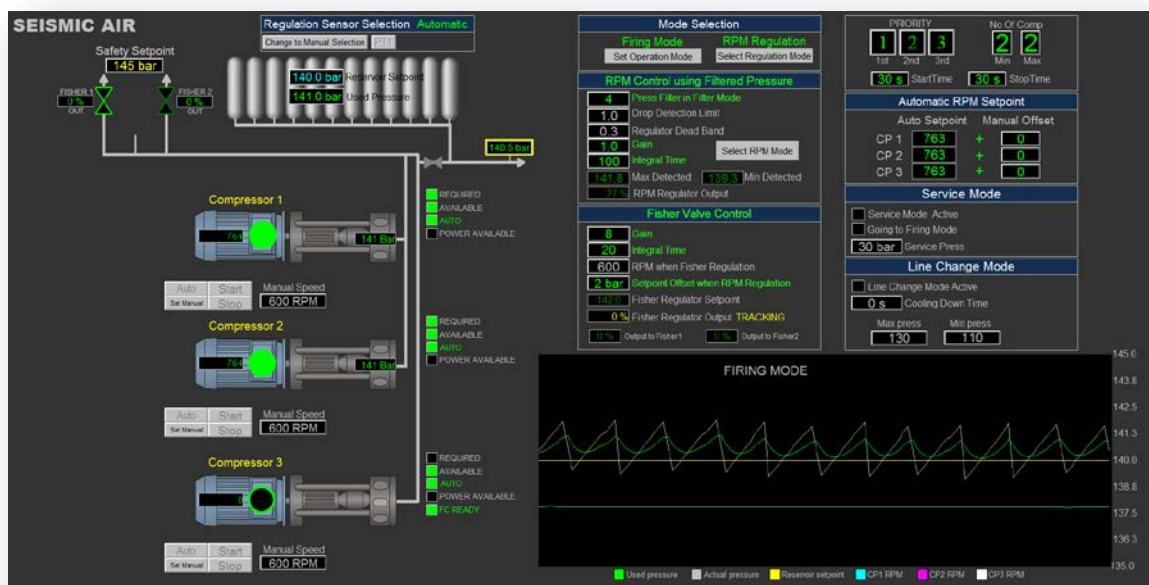 SEISMIC AIR
Regulation Sensor Selection Automatic
Change to Manual Selection PT1
Safety Setpoint
145 bar
FISHER 1
0 %
OUT
FISHER 2
0 %
OUT
140.0 bar Reservoir Setpoint
141.0 bar Used Pressure
140.5 bar
Compressor 1
764
141 Bar
REQUIRED
AVAILABLE
AUTO
POWER AVAILABLE
Auto Start
Set Manual Stop
Manual Speed
600 RPM
Compressor 2
764
141 Bar
REQUIRED
AVAILABLE
AUTO
POWER AVAILABLE
Auto Start
Set Manual Stop
Manual Speed
600 RPM
Compressor 3
0
REQUIRED
AVAILABLE
AUTO
POWER AVAILABLE
FC READY
Auto Start
Set Manual Stop
Manual Speed
600 RPM
Mode Selection
Firing Mode RPM Regulation
Set Operation Mode Select Regulation Mode
RPM Control using Filtered Pressure
4 Press Filter in Filter Mode
1.0 Drop Detection Limit
0.3 Regulator Dead Band
1.0 Gain
100 Integral Time
Select RPM Mode
141.8 Max Detected 139.3 Min Detected
27 % RPM Regulator Output
Fisher Valve Control
8 Gain
20 Integral Time
600 RPM when Fisher Regulation
2 bar Setpoint Offset when RPM Regulation
142.0 Fisher Regulator Setpoint
0 % Fisher Regulator Output TRACKING
0 % Output to Fisher1 0 % Output to Fisher2
PRIORITY No Of Comp
1 2 3 2 2
1st 2nd 3rd Min Max
30 s StartTime 30 s StopTime
Automatic RPM Setpoint
Auto Setpoint Manual Offset
CP 1 763 + 0
CP 2 763 + 0
CP 3 763 + 0
Service Mode
Service Mode Active
Going to Firing Mode
30 bar Service Press
Line Change Mode
Line Change Mode Active
0 s Cooling Down Time
Max press Min press
130 110
FIRING MODE
145.0
143.8
142.5
141.3
140.0
138.8
137.5
136.3
135.0
Used pressure Actual pressure Reservoir setpoint CP1 RPM CP2 RPM CP3 RPM